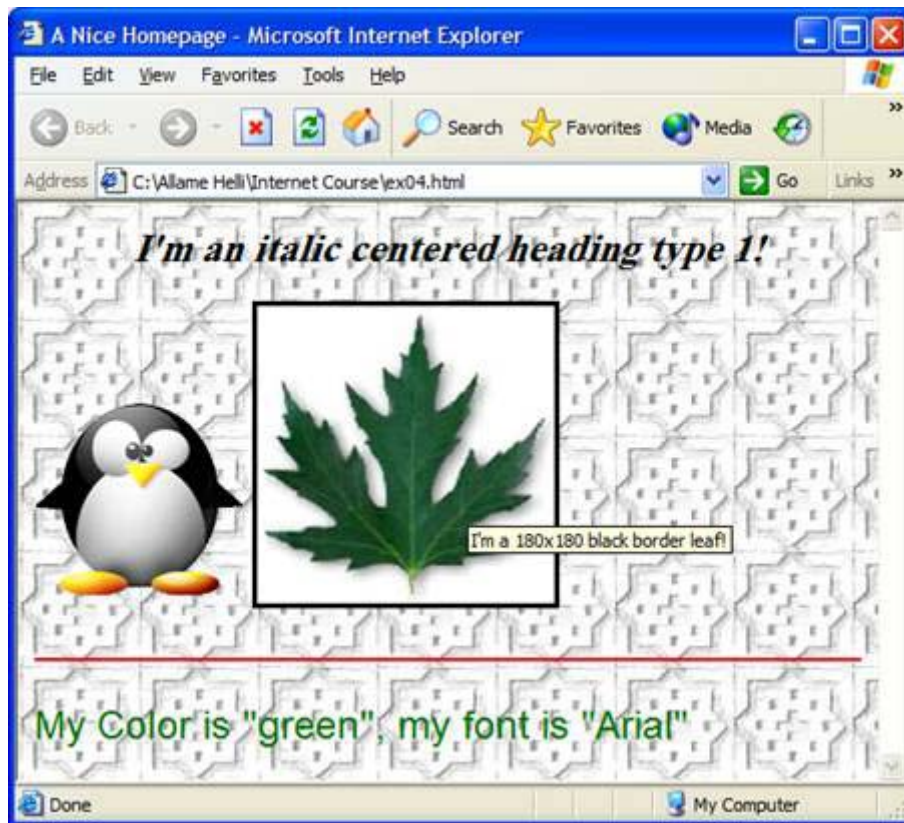 A Nice Homepage - Microsoft Internet Explorer
File Edit View Favorites Tools Help
Back Search Favorites Media
Address C:\Allame Helli\Internet Course\ex04.html Go Links
I'm an italic centered heading type 1!
I'm a 180x180 black border leaf!
My Color is "green", my font is "Arial"
Done My Computer